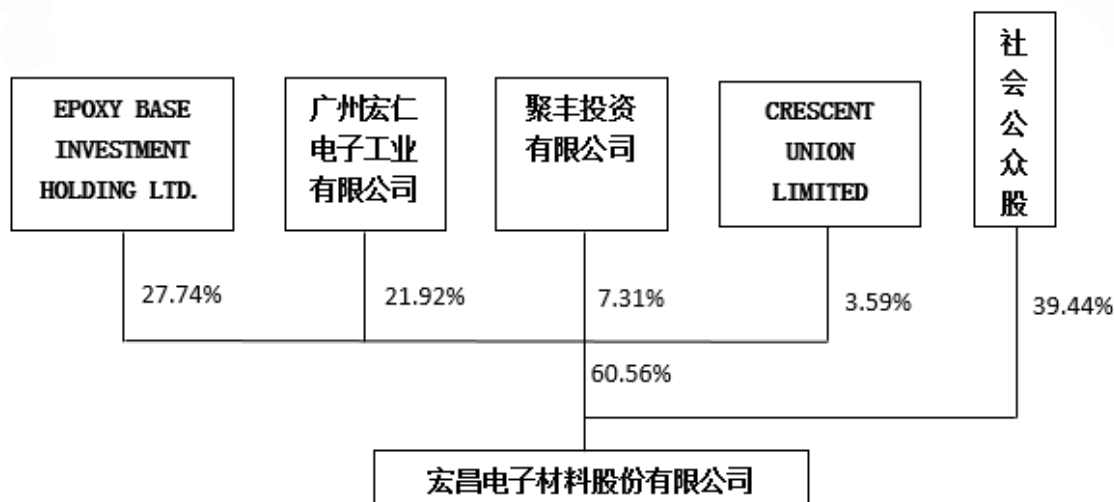 EPOXY BASE
INVESTMENT
HOLDING LTD.
广州宏仁
电子工业
有限公司
聚丰投资
有限公司
CRESCENT
UNION
LIMITED
社
会
公
众
股
27.74%
21.92%
7.31%
3.59%
39.44%
60.56%
宏昌电子材料股份有限公司